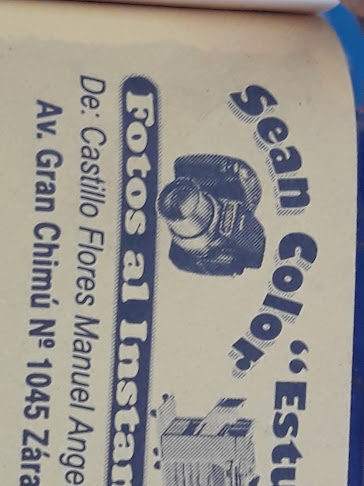 Sean Color "Estu
Fotos al Instan
De: Castillo Flores Manuel Ange
Av. Gran Chimú Nº 1045 Zára